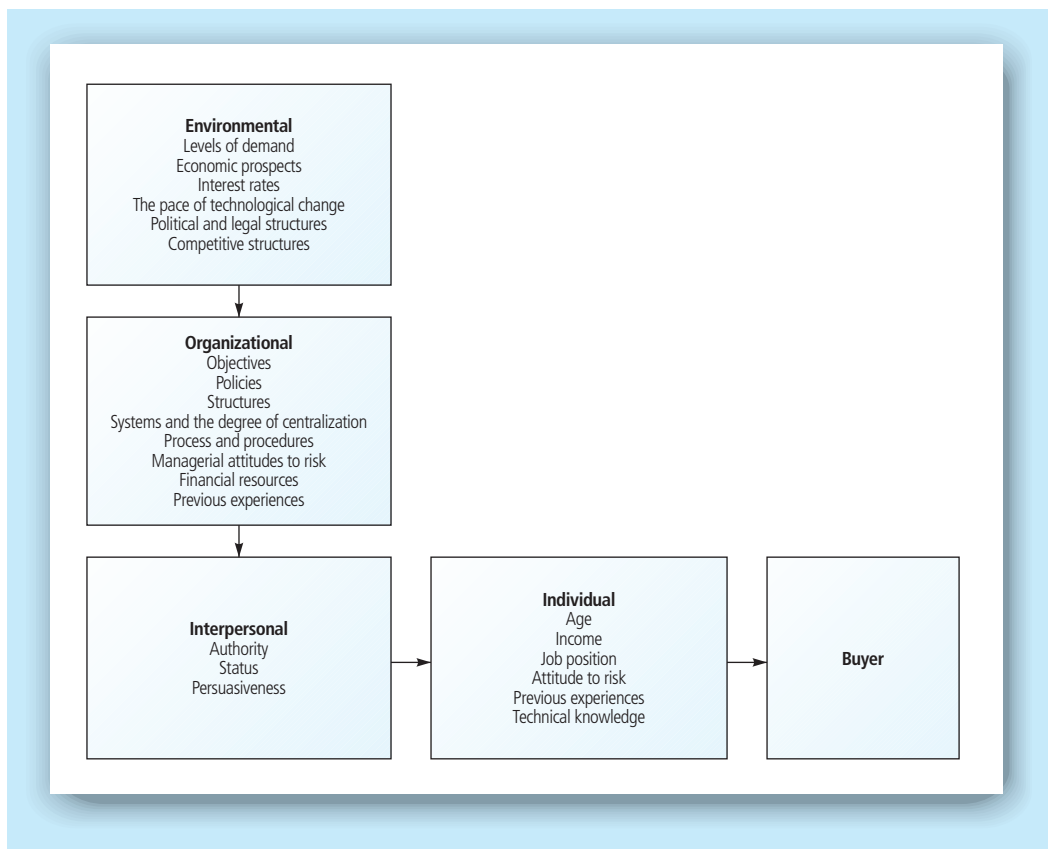 Environmental
Levels of demand
Economic prospects
Interest rates
The pace of technological change
Political and legal structures
Competitive structures
Organizational
Objectives
Policies
Structures
Systems and the degree of centralization
Process and procedures
Managerial attitudes to risk
Financial resources
Previous experiences
Interpersonal
Authority
Status
Persuasiveness
Individual
Age
Income
Job position
Attitude to risk
Previous experiences
Technical knowledge
Buyer